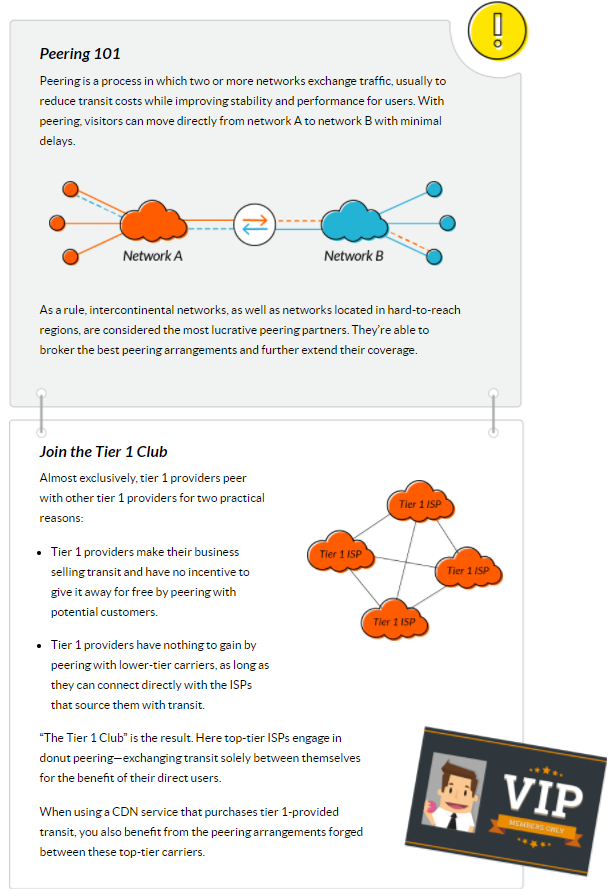 Peering 101
Peering is a process in which two or more networks exchange traffic, usually to
reduce transit costs while improving stability and performance for users. With
peering, visitors can move directly from network A to network B with minimal
delays.
Network A
Network B
As a rule, intercontinental networks, as well as networks located in hard-to-reach
regions, are considered the most lucrative peering partners. They're able to
broker the best peering arrangements and further extend their coverage.
Join the Tier 1 Club
Almost exclusively, tier 1 providers peer
with other tier 1 providers for two practical
reasons:
• Tier 1 providers make their business
selling transit and have no incentive to
give it away for free by peering with
potential customers.
• Tier 1 providers have nothing to gain by
peering with lower-tier carriers, as long as
they can connect directly with the ISPs
that source them with transit.
Tier 1 ISP
Tier 1 ISP
Tier 1 ISP
Tier 1 ISP
"The Tier 1 Club" is the result. Here top-tier ISPs engage in
donut peering—exchanging transit solely between themselves
for the benefit of their direct users.
When using a CDN service that purchases tier 1-provided
transit, you also benefit from the peering arrangements forged
between these top-tier carriers.
VIP
MEMBERS ONLY